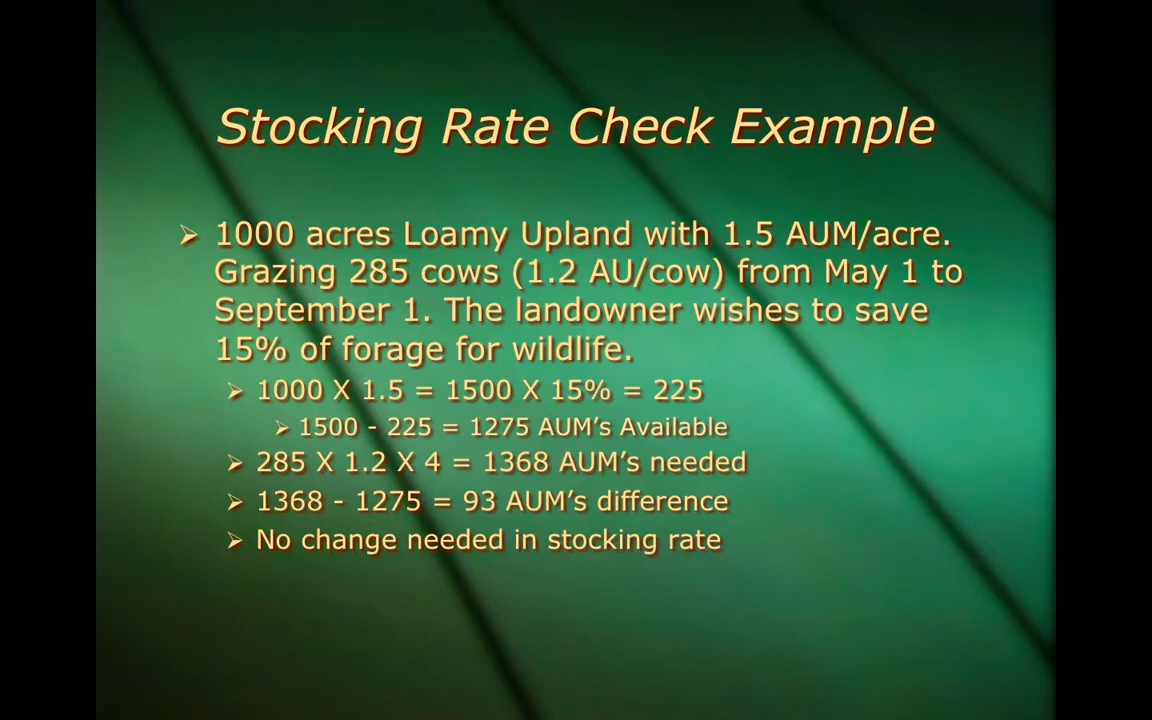 Stocking Rate Check Example
➢ 1000 acres Loamy Upland with 1.5 AUM/acre.
Grazing 285 cows (1.2 AU/cow) from May 1 to
September 1. The landowner wishes to save
15% of forage for wildlife.
➢ 1000 X 1.5 = 1500 X 15% = 225
➢ 1500 - 225 = 1275 AUM’s Available
➢ 285 X 1.2 X 4 = 1368 AUM’s needed
➢ 1368 - 1275 = 93 AUM’s difference
➢ No change needed in stocking rate